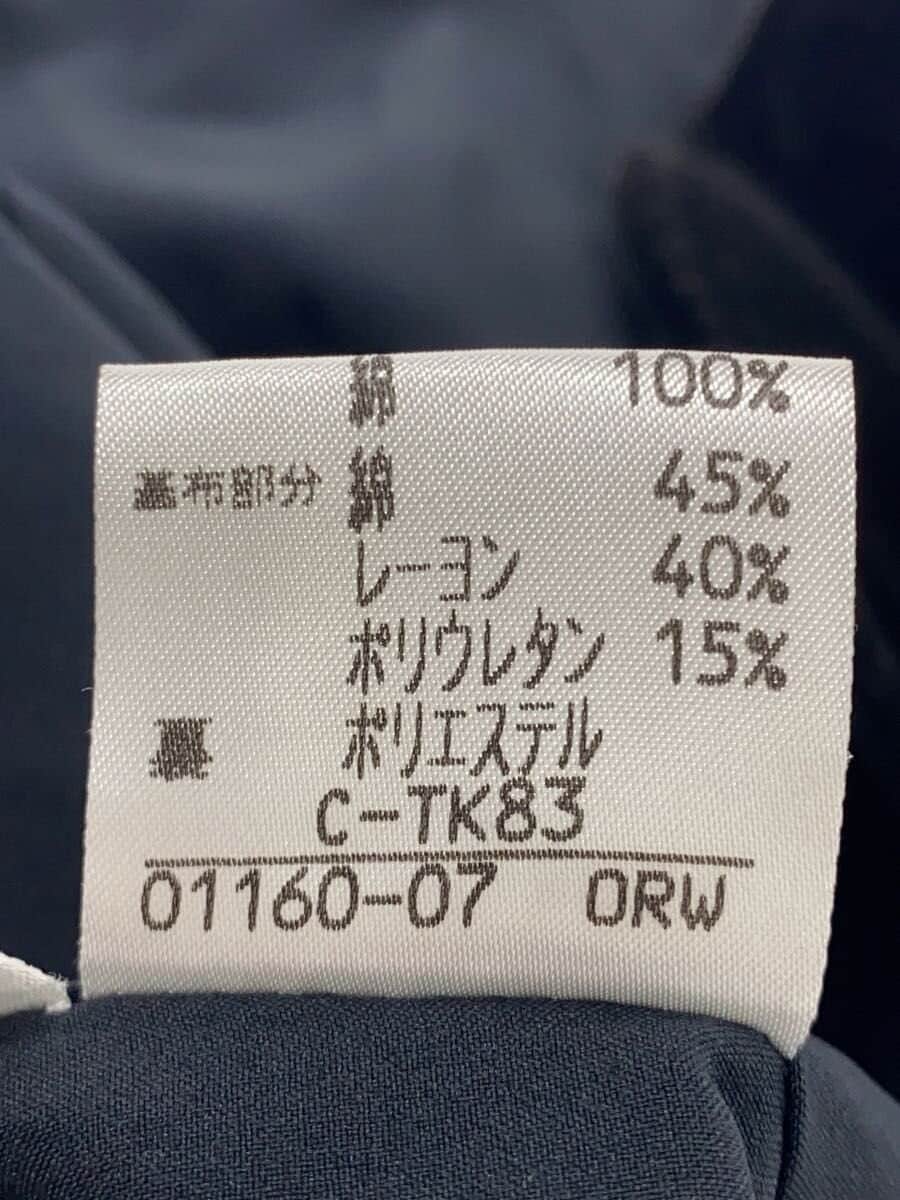 綿 100%
基布部分 綿 45%
レーヨン 40%
ポリウレタン 15%
裏 ポリエステル
C-TK83
01160-07 ORW